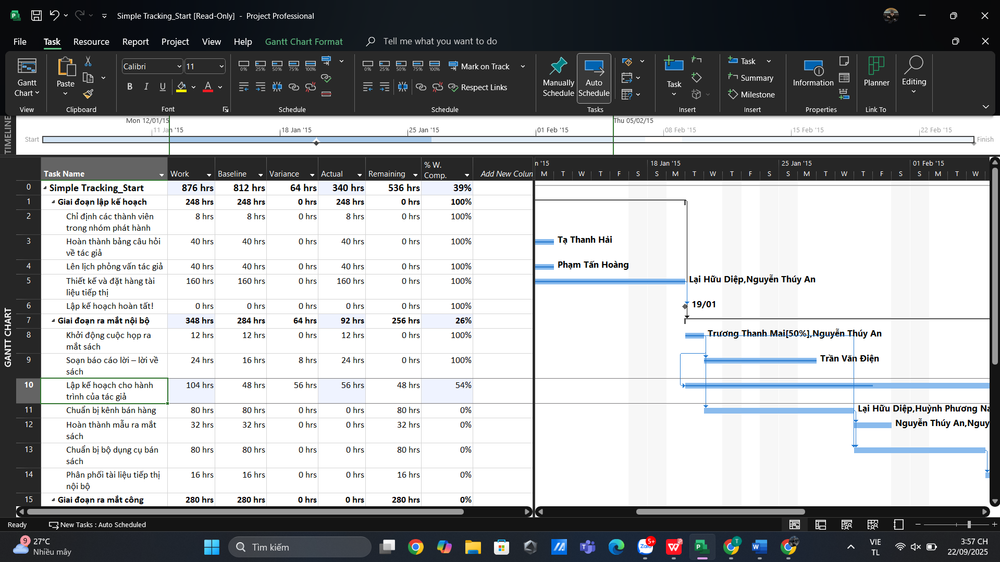 Simple Tracking_Start [Read-Only] - Project Professional
File Task Resource Report Project View Help Gantt Chart Format Tell me what you want to do
Gantt Chart
View
Paste
Clipboard
Calibri 11
B I U A
Font
0% 25% 50% 75% 100%
Schedule
0% 25% 50% 75% 100% Mark on Track
Respect Links
Schedule
Manually Schedule
Auto Schedule
Tasks
Task
Insert
Task
Summary
Milestone
Insert
Information
Properties
Planner
Link To
Editing
TIMELINE
Mon 12/01/15 Thu 05/02/15
11 Jan '15 18 Jan '15 25 Jan '15 01 Feb '15 08 Feb '15 15 Feb '15 22 Feb '15
Start Finish
GANTT CHART
Task Name Work Baseline Variance Actual Remaining % W. Comp. Add New Colun
0 Simple Tracking_Start 876 hrs 812 hrs 64 hrs 340 hrs 536 hrs 39%
1 Giai đoạn lập kế hoạch 248 hrs 248 hrs 0 hrs 248 hrs 0 hrs 100%
2 Chỉ định các thành viên 8 hrs 8 hrs 0 hrs 8 hrs 0 hrs 100%
trong nhóm phát hành
3 Hoàn thành bảng câu hỏi 40 hrs 40 hrs 0 hrs 40 hrs 0 hrs 100%
về tác giả
4 Lên lịch phỏng vấn tác giả 40 hrs 40 hrs 0 hrs 40 hrs 0 hrs 100%
5 Thiết kế và đặt hàng tài 160 hrs 160 hrs 0 hrs 160 hrs 0 hrs 100%
liệu tiếp thị
6 Lập kế hoạch hoàn tất! 0 hrs 0 hrs 0 hrs 0 hrs 0 hrs 100%
7 Giai đoạn ra mắt nội bộ 348 hrs 284 hrs 64 hrs 92 hrs 256 hrs 26%
8 Khởi động cuộc họp ra 12 hrs 12 hrs 0 hrs 12 hrs 0 hrs 100%
mắt sách
9 Soạn báo cáo lời – lời về 24 hrs 16 hrs 8 hrs 24 hrs 0 hrs 100%
sách
10 Lập kế hoạch cho hành 104 hrs 48 hrs 56 hrs 56 hrs 48 hrs 54%
trình của tác giả
11 Chuẩn bị kênh bán hàng 80 hrs 80 hrs 0 hrs 0 hrs 80 hrs 0%
12 Hoàn thành mẫu ra mắt 32 hrs 32 hrs 0 hrs 0 hrs 32 hrs 0%
sách
13 Chuẩn bị bộ dụng cụ bán 80 hrs 80 hrs 0 hrs 0 hrs 80 hrs 0%
sách
14 Phân phối tài liệu tiếp thị 16 hrs 16 hrs 0 hrs 0 hrs 16 hrs 0%
nội bộ
15 Giai đoạn ra mắt công 280 hrs 280 hrs 0 hrs 0 hrs 280 hrs 0%
n '15 18 Jan '15 25 Jan '15 01 Feb '15
M T W T F S S M T W T F S S M T W T F S S M T W
Tạ Thanh Hải
Phạm Tấn Hoàng
Lại Hữu Diệp,Nguyễn Thúy An
19/01
Trương Thanh Mai[50%],Nguyễn Thúy An
Trần Văn Điện
Lại Hữu Diệp,Huỳnh Phương Na
Nguyễn Thúy An,Nguy
Ready New Tasks : Auto Scheduled
9 27°C
Nhiều mây
Tìm kiếm
5+
Zalo
VIE
TL
3:57 CH
22/09/2025